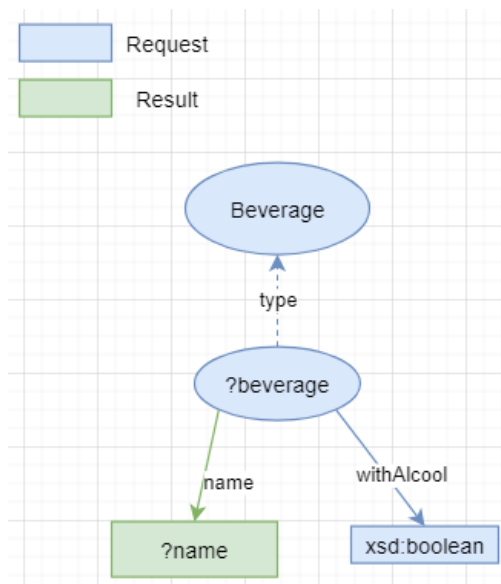 Request
Result
Beverage
type
?beverage
name
withAlcool
?name
xsd:boolean